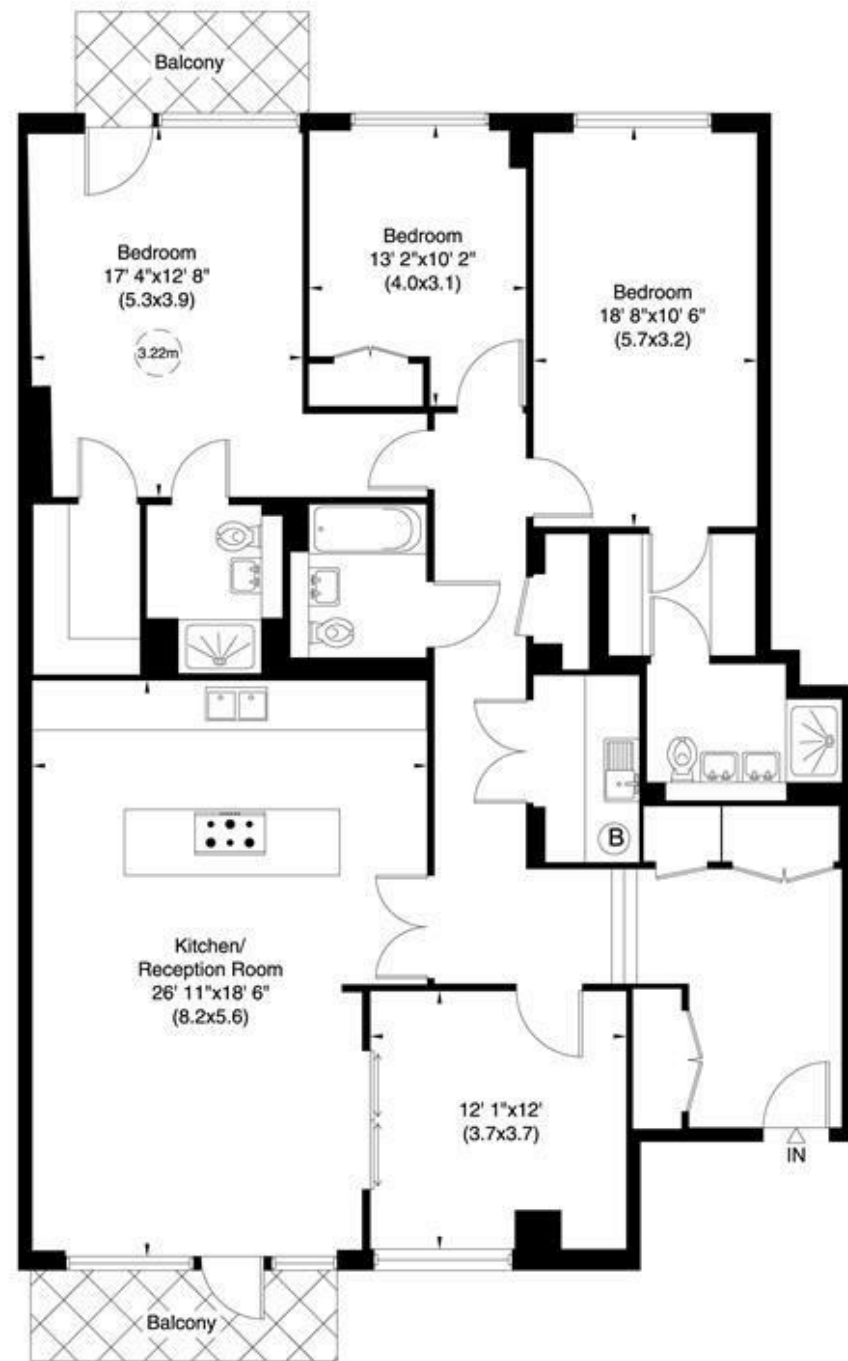 Balcony
Bedroom
17' 4"x12' 8"
(5.3x3.9)
3.22m
Bedroom
13' 2"x10' 2"
(4.0x3.1)
Bedroom
18' 8"x10' 6"
(5.7x3.2)
B
Kitchen/
Reception Room
26' 11"x18' 6"
(8.2x5.6)
12' 1"x12'
(3.7x3.7)
IN
Balcony